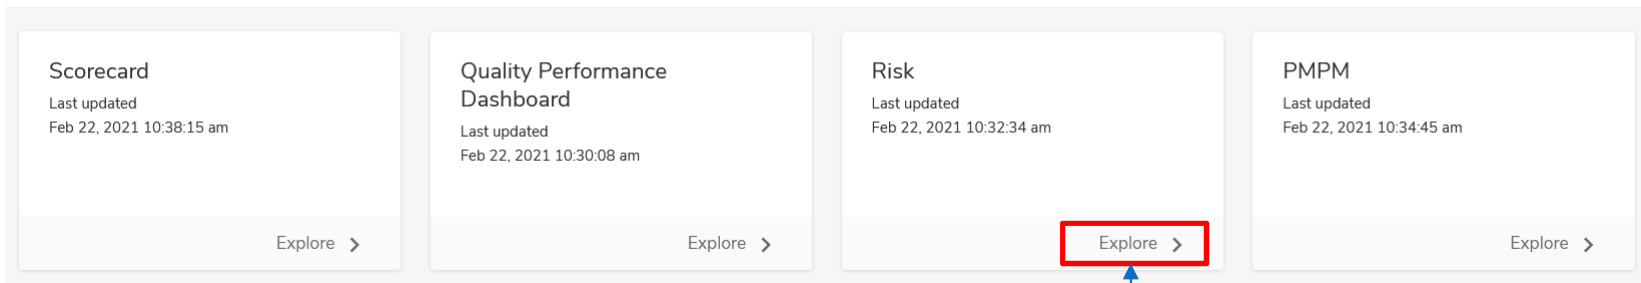 Scorecard
Last updated
Feb 22, 2021 10:38:15 am
Explore
Quality Performance
Dashboard
Last updated
Feb 22, 2021 10:30:08 am
Explore
Risk
Last updated
Feb 22, 2021 10:32:34 am
Explore
PMPM
Last updated
Feb 22, 2021 10:34:45 am
Explore